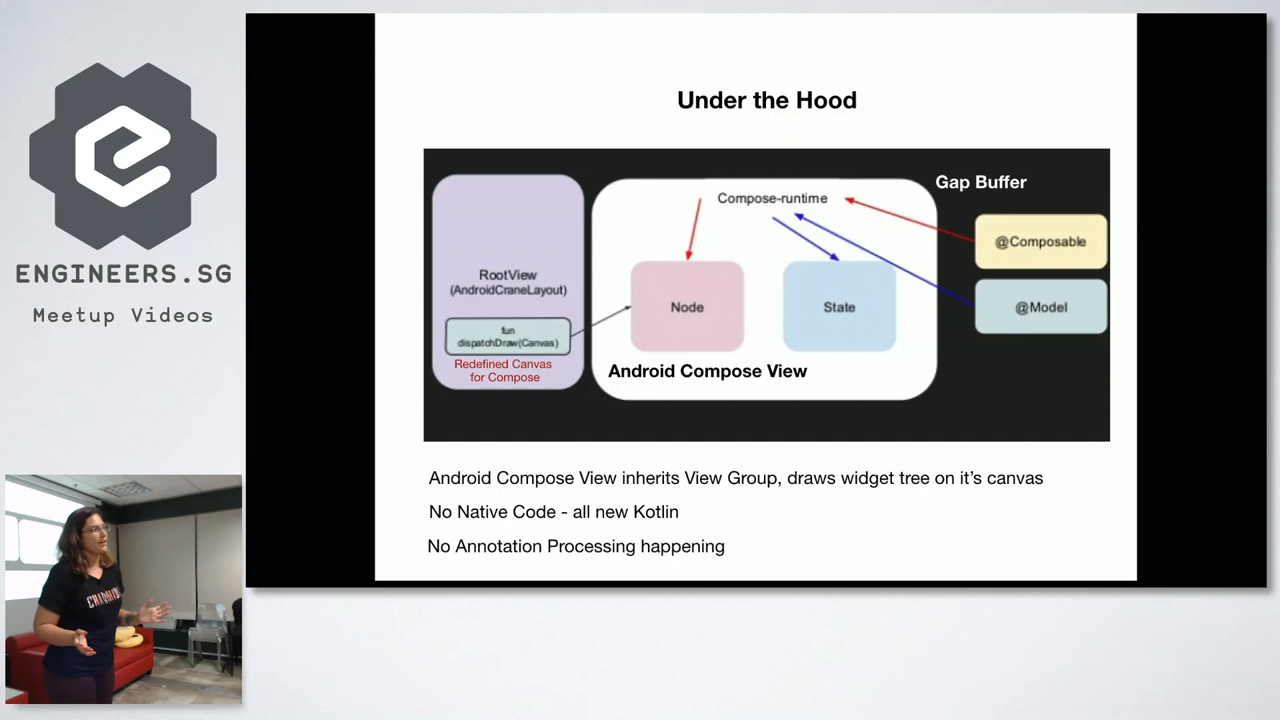 ENGINEERS.SG
Meetup Videos
Under the Hood
Gap Buffer
Compose-runtime
@Composable
@Model
RootView
(AndroidCraneLayout)
fun
dispatchDraw(Canvas)
Redefined Canvas
for Compose
Node
State
Android Compose View
Android Compose View inherits View Group, draws widget tree on it's canvas
No Native Code - all new Kotlin
No Annotation Processing happening